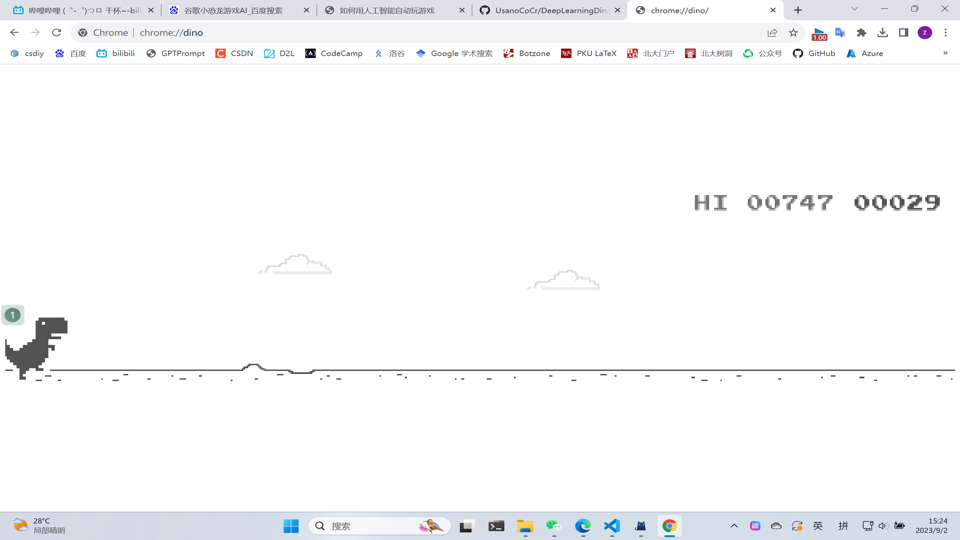 哔哩哔哩 (゜-゜)つロ 干杯~-bili
谷歌小恐龙游戏AI_百度搜索
如何用人工智能自动玩游戏
UsanoCoCr/DeepLearningDin
chrome://dino/
Chrome | chrome://dino
1.00
z
csdiy
百度
bilibili
GPTPrompt
CSDN
D2L
CodeCamp
洛谷
Google 学术搜索
Botzone
PKU LaTeX
北大门户
北大树洞
公众号
GitHub
Azure
»
HI 00747 00029
1
28°C
局部晴朗
搜索
英
拼
15:24
2023/9/2